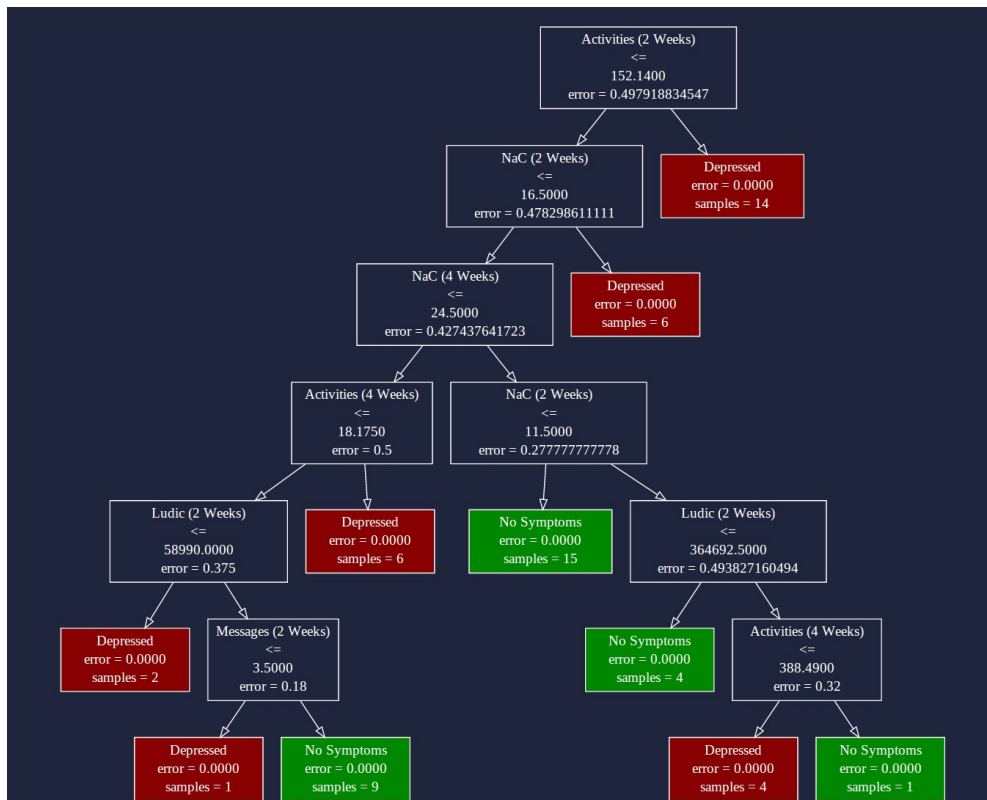 Activities (2 Weeks)
<=
152.1400
error = 0.497918834547
NaC (2 Weeks)
<=
16.5000
error = 0.478298611111
Depressed
error = 0.0000
samples = 14
NaC (4 Weeks)
<=
24.5000
error = 0.427437641723
Depressed
error = 0.0000
samples = 6
Activities (4 Weeks)
<=
18.1750
error = 0.5
NaC (2 Weeks)
<=
11.5000
error = 0.277777777778
Ludic (2 Weeks)
<=
58990.0000
error = 0.375
Depressed
error = 0.0000
samples = 6
No Symptoms
error = 0.0000
samples = 15
Ludic (2 Weeks)
<=
364692.5000
error = 0.493827160494
Depressed
error = 0.0000
samples = 2
Messages (2 Weeks)
<=
3.5000
error = 0.18
No Symptoms
error = 0.0000
samples = 4
Activities (4 Weeks)
<=
388.4900
error = 0.32
Depressed
error = 0.0000
samples = 1
No Symptoms
error = 0.0000
samples = 9
Depressed
error = 0.0000
samples = 4
No Symptoms
error = 0.0000
samples = 1